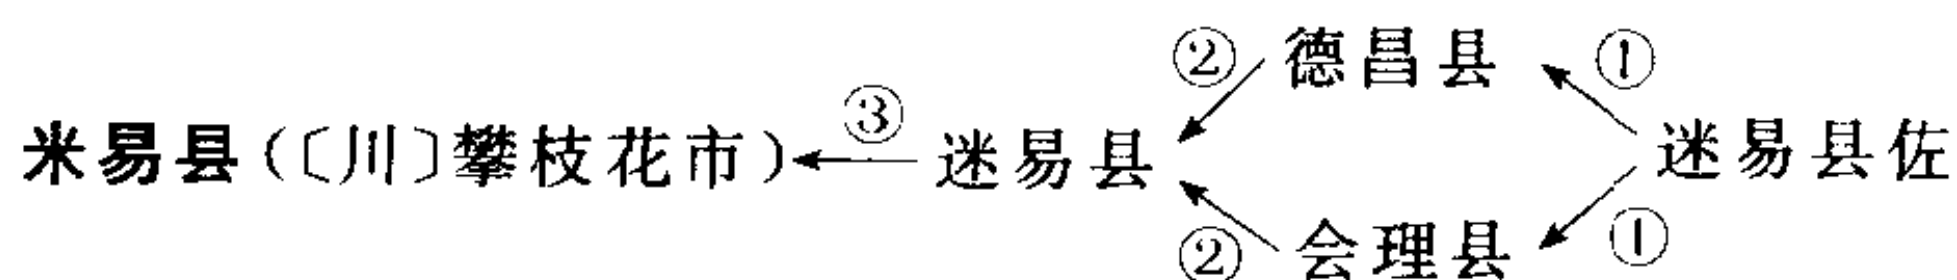 ② 德昌县 ①
米易县(〔川〕攀枝花市) ③ 迷易县 迷易县佐
② 会理县 ①